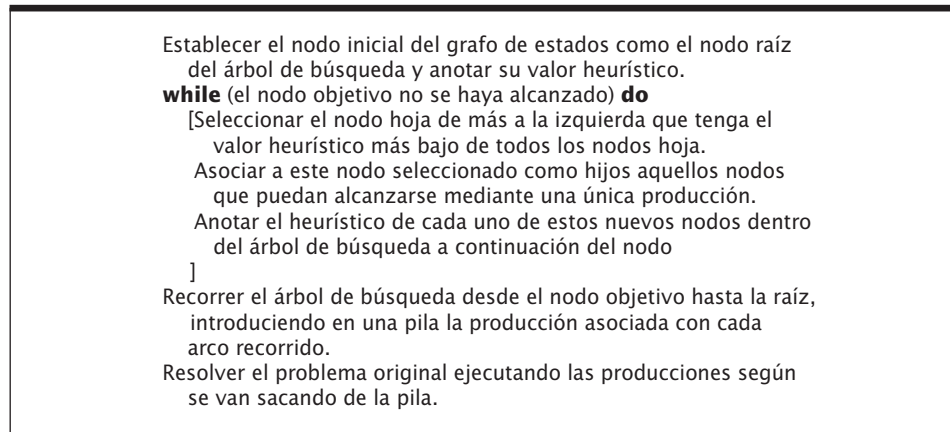 Establecer el nodo inicial del grafo de estados como el nodo raíz
del árbol de búsqueda y anotar su valor heurístico.
while (el nodo objetivo no se haya alcanzado) do
[Seleccionar el nodo hoja de más a la izquierda que tenga el
valor heurístico más bajo de todos los nodos hoja.
Asociar a este nodo seleccionado como hijos aquellos nodos
que puedan alcanzarse mediante una única producción.
Anotar el heurístico de cada uno de estos nuevos nodos dentro
del árbol de búsqueda a continuación del nodo
]
Recorrer el árbol de búsqueda desde el nodo objetivo hasta la raíz,
introduciendo en una pila la producción asociada con cada
arco recorrido.
Resolver el problema original ejecutando las producciones según
se van sacando de la pila.